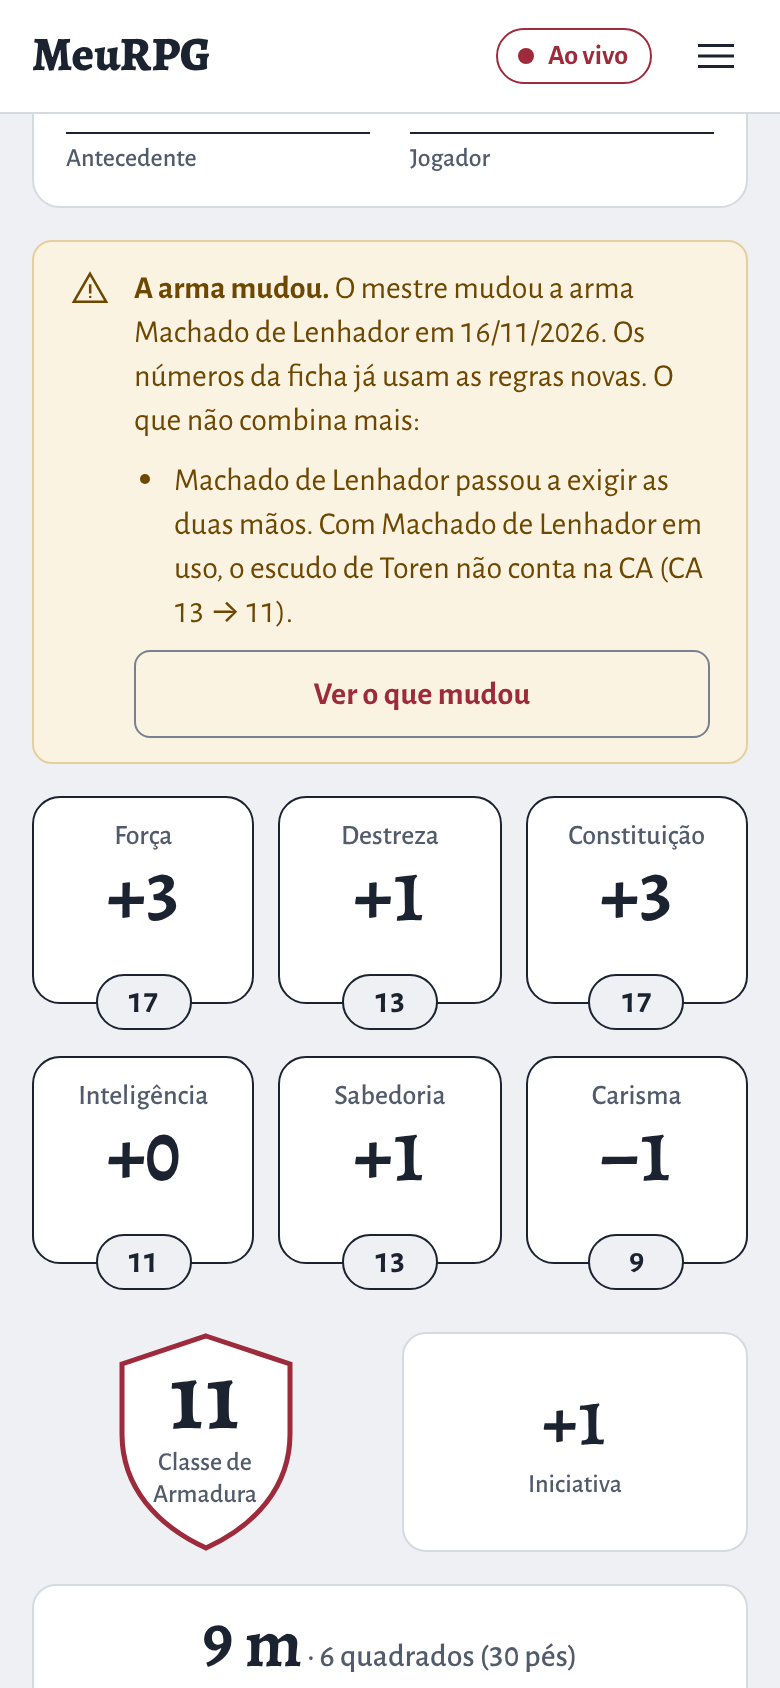 MeuRPG
Ao vivo
Antecedente
Jogador
A arma mudou. O mestre mudou a arma
Machado de Lenhador em 16/11/2026. Os
números da ficha já usam as regras novas. O
que não combina mais:
• Machado de Lenhador passou a exigir as
duas mãos. Com Machado de Lenhador em
uso, o escudo de Toren não conta na CA (CA
13 → 11).
Ver o que mudou
Força
+3
17
Destreza
+1
13
Constituição
+3
17
Inteligência
+0
11
Sabedoria
+1
13
Carisma
−1
9
11
Classe de
Armadura
+1
Iniciativa
9 m · 6 quadrados (30 pés)